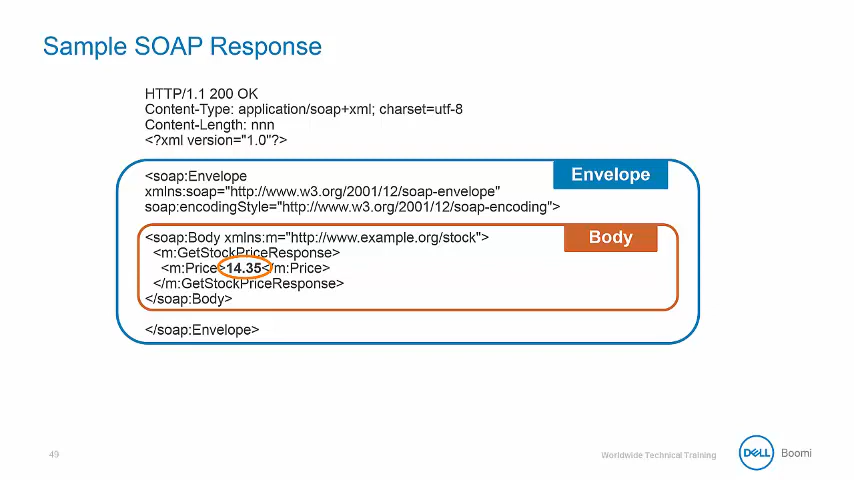 Sample SOAP Response
HTTP/1.1 200 OK
Content-Type: application/soap+xml; charset=utf-8
Content-Length: nnn
<?xml version="1.0"?>
<soap:Envelope
Envelope
xmlns:soap="http://www.w3.org/2001/12/soap-envelope"
soap:encodingStyle="http://www.w3.org/2001/12/soap-encoding">
<soap:Body xmlns:m="http://www.example.org/stock">
Body
<m:GetStockPriceResponse>
<m:Price>14.35</m:Price>
</m:GetStockPriceResponse>
</soap:Body>
</soap:Envelope>
49
Worldwide Technical Training
DELL
Boomi